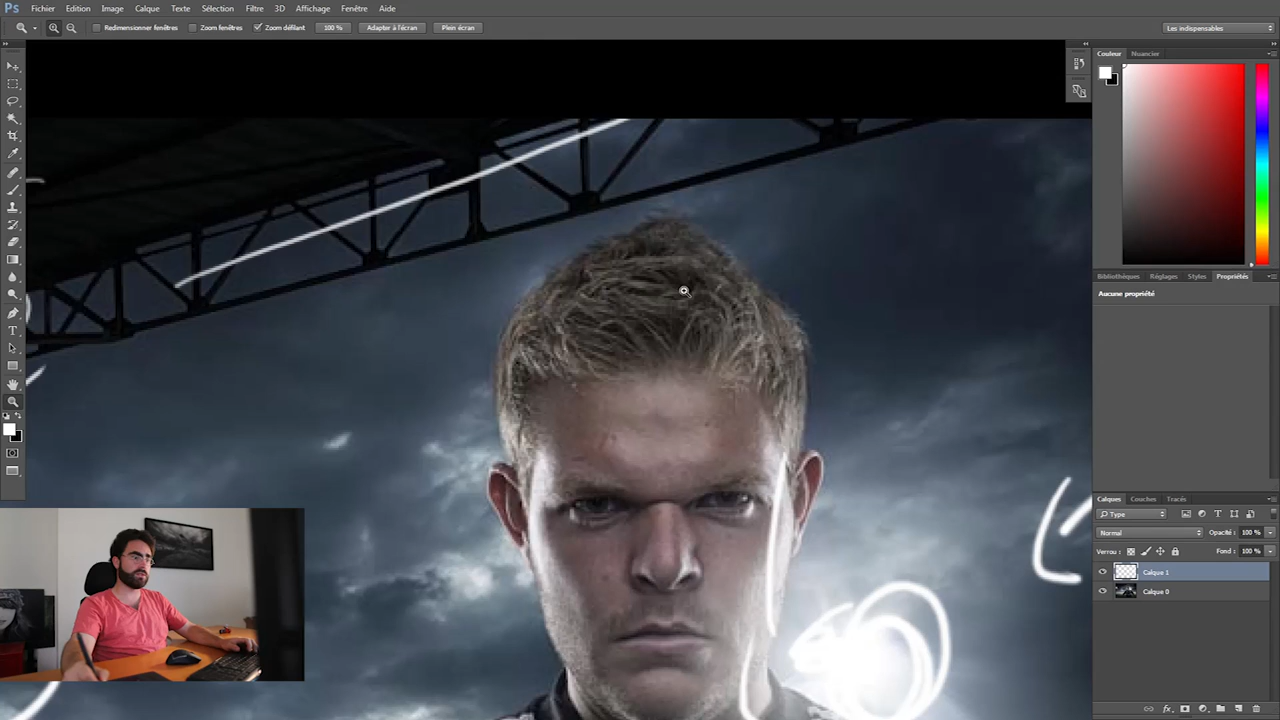 Ps Fichier Edition Image Calque Texte Sélection Filtre 3D Affichage Fenêtre Aide
Redimensionner fenêtres Zoom fenêtres Zoom défilant 100 % Adapter à l'écran Plein écran Les indispensables
Couleur Nuancier
Bibliothèques Réglages Styles Propriétés
Aucune propriété
Calques Couches Tracés
Type
Normal Opacité : 100 %
Verrou : Fond : 100 %
Calque 1
Calque 0
fx